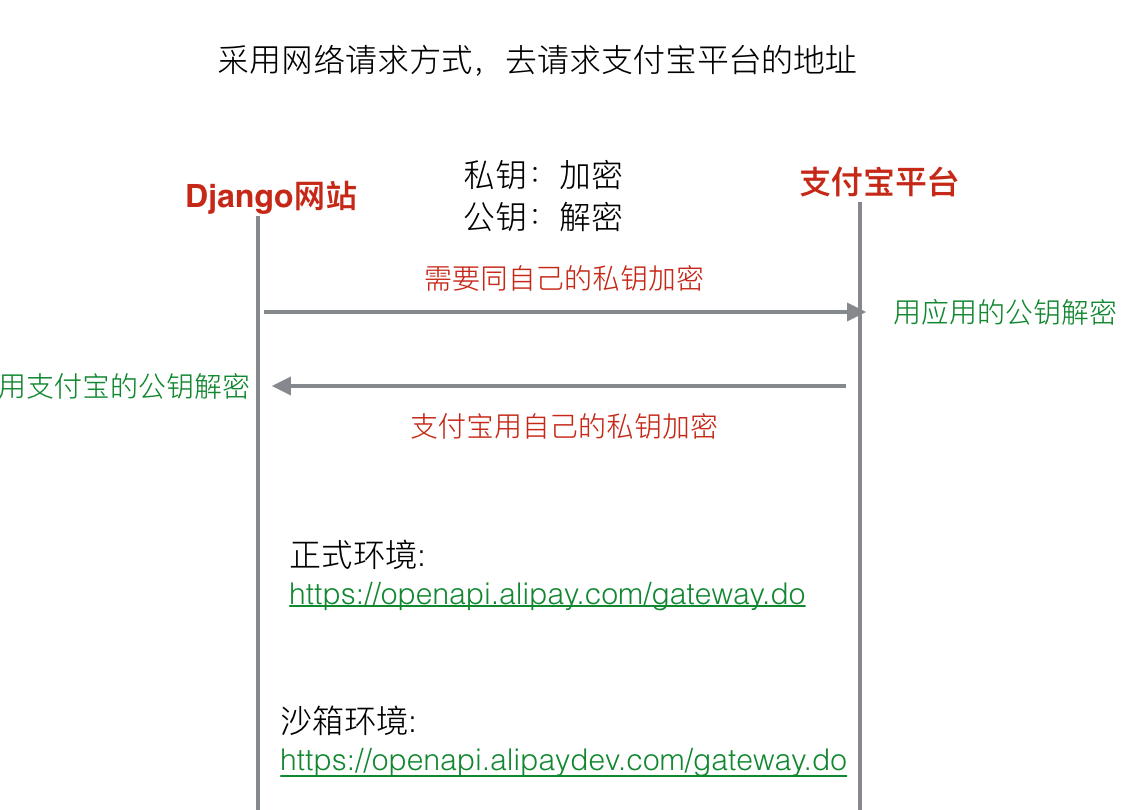 采用网络请求方式，去请求支付宝平台的地址
Django网站
私钥：加密
公钥：解密
支付宝平台
需要同自己的私钥加密
用应用的公钥解密
用支付宝的公钥解密
支付宝用自己的私钥加密
正式环境:
https://openapi.alipay.com/gateway.do
沙箱环境:
https://openapi.alipaydev.com/gateway.do